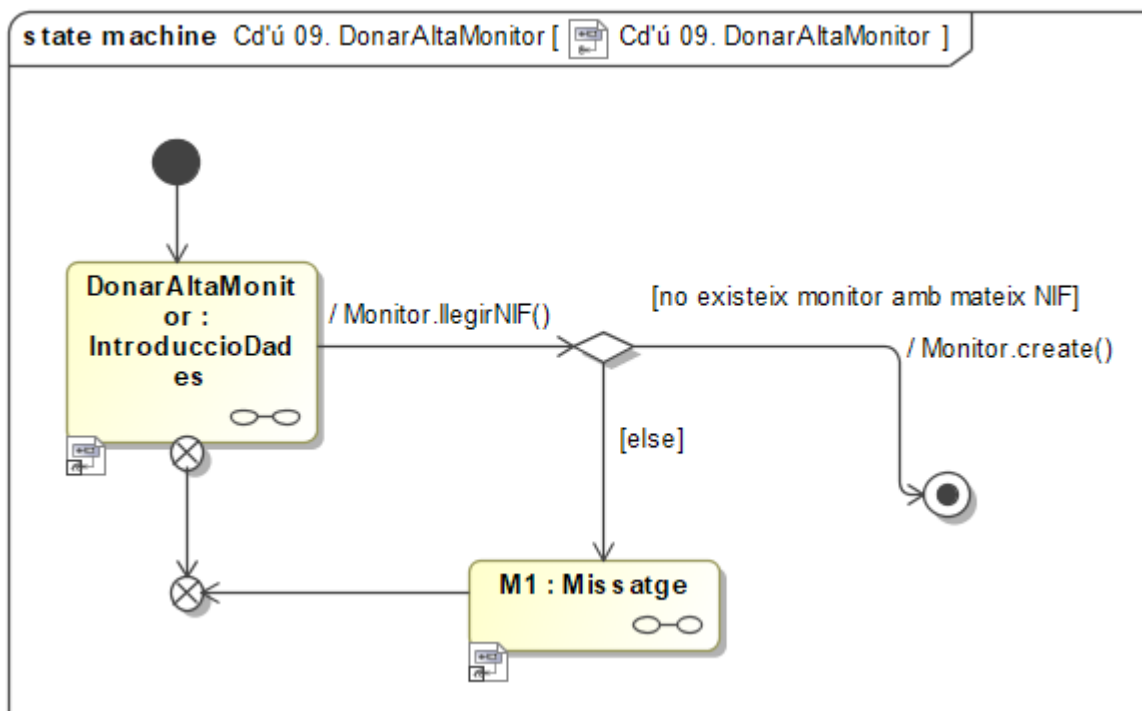 state machine Cd'ú 09. DonarAltaMonitor [ Cd'ú 09. DonarAltaMonitor ]
DonarAltaMonit
or :
IntroduccioDad
es
/ Monitor.llegirNIF()
[no existeix monitor amb mateix NIF]
/ Monitor.create()
[else]
M1 : Missatge